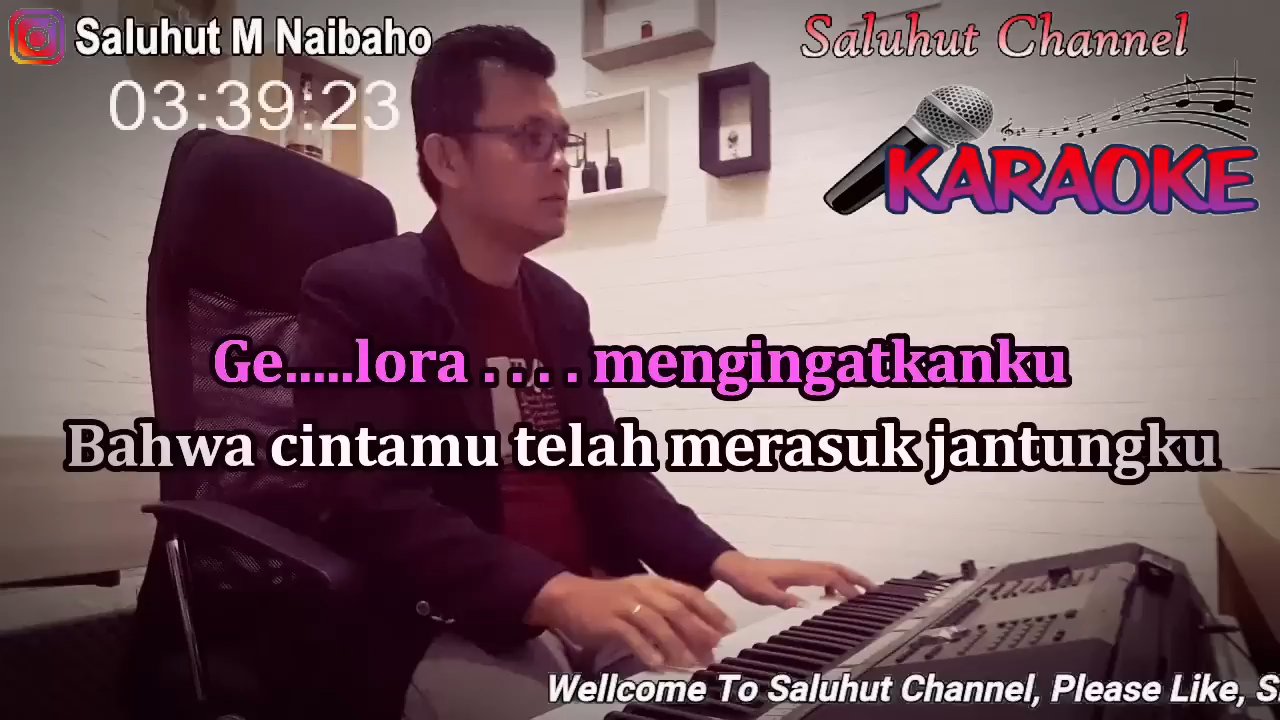 Saluhut M Naibaho
Saluhut Channel
03:39:23
KARAOKE
Ge.....lora . . . . mengingatkanku
Bahwa cintamu telah merasuk jantungku
Wellcome To Saluhut Channel, Please Like, S